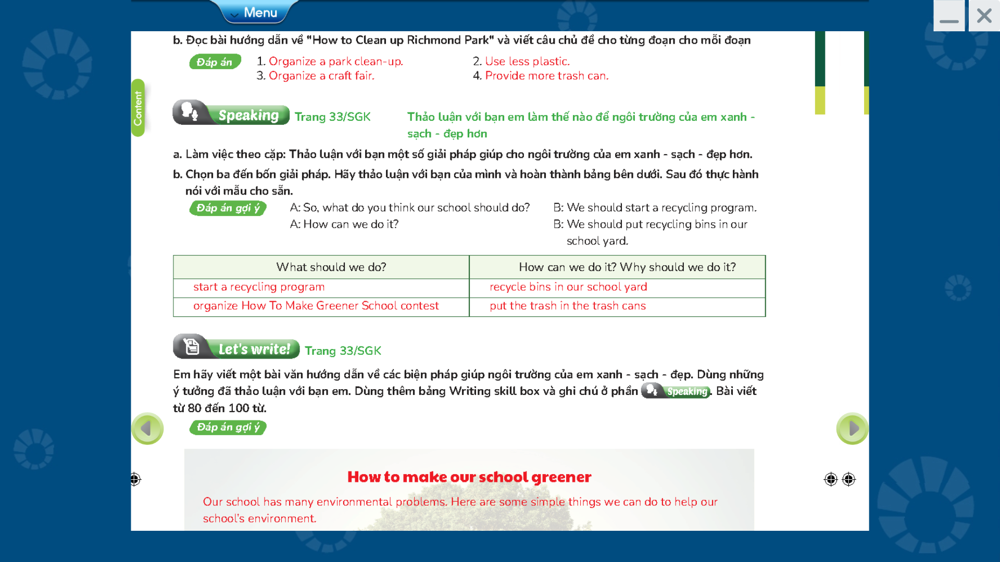 Menu
Content
b. Đọc bài hướng dẫn về "How to Clean up Richmond Park" và viết câu chủ đề cho từng đoạn cho mỗi đoạn
Đáp án
1. Organize a park clean-up.
2. Use less plastic.
3. Organize a craft fair.
4. Provide more trash can.
Speaking Trang 33/SGK
Thảo luận với bạn em làm thế nào để ngôi trường của em xanh -
sạch - đẹp hơn
a. Làm việc theo cặp: Thảo luận với bạn một số giải pháp giúp cho ngôi trường của em xanh - sạch - đẹp hơn.
b. Chọn ba đến bốn giải pháp. Hãy thảo luận với bạn của mình và hoàn thành bảng bên dưới. Sau đó thực hành
nói với mẫu cho sẵn.
Đáp án gợi ý
A: So, what do you think our school should do?
B: We should start a recycling program.
A: How can we do it?
B: We should put recycling bins in our
school yard.
What should we do?
How can we do it? Why should we do it?
start a recycling program
recycle bins in our school yard
organize How To Make Greener School contest
put the trash in the trash cans
Let's write! Trang 33/SGK
Em hãy viết một bài văn hướng dẫn về các biện pháp giúp ngôi trường của em xanh - sạch - đẹp. Dùng những
ý tưởng đã thảo luận với bạn em. Dùng thêm bảng Writing skill box và ghi chú ở phần Speaking. Bài viết
từ 80 đến 100 từ.
Đáp án gợi ý
How to make our school greener
Our school has many environmental problems. Here are some simple things we can do to help our
school's environment.